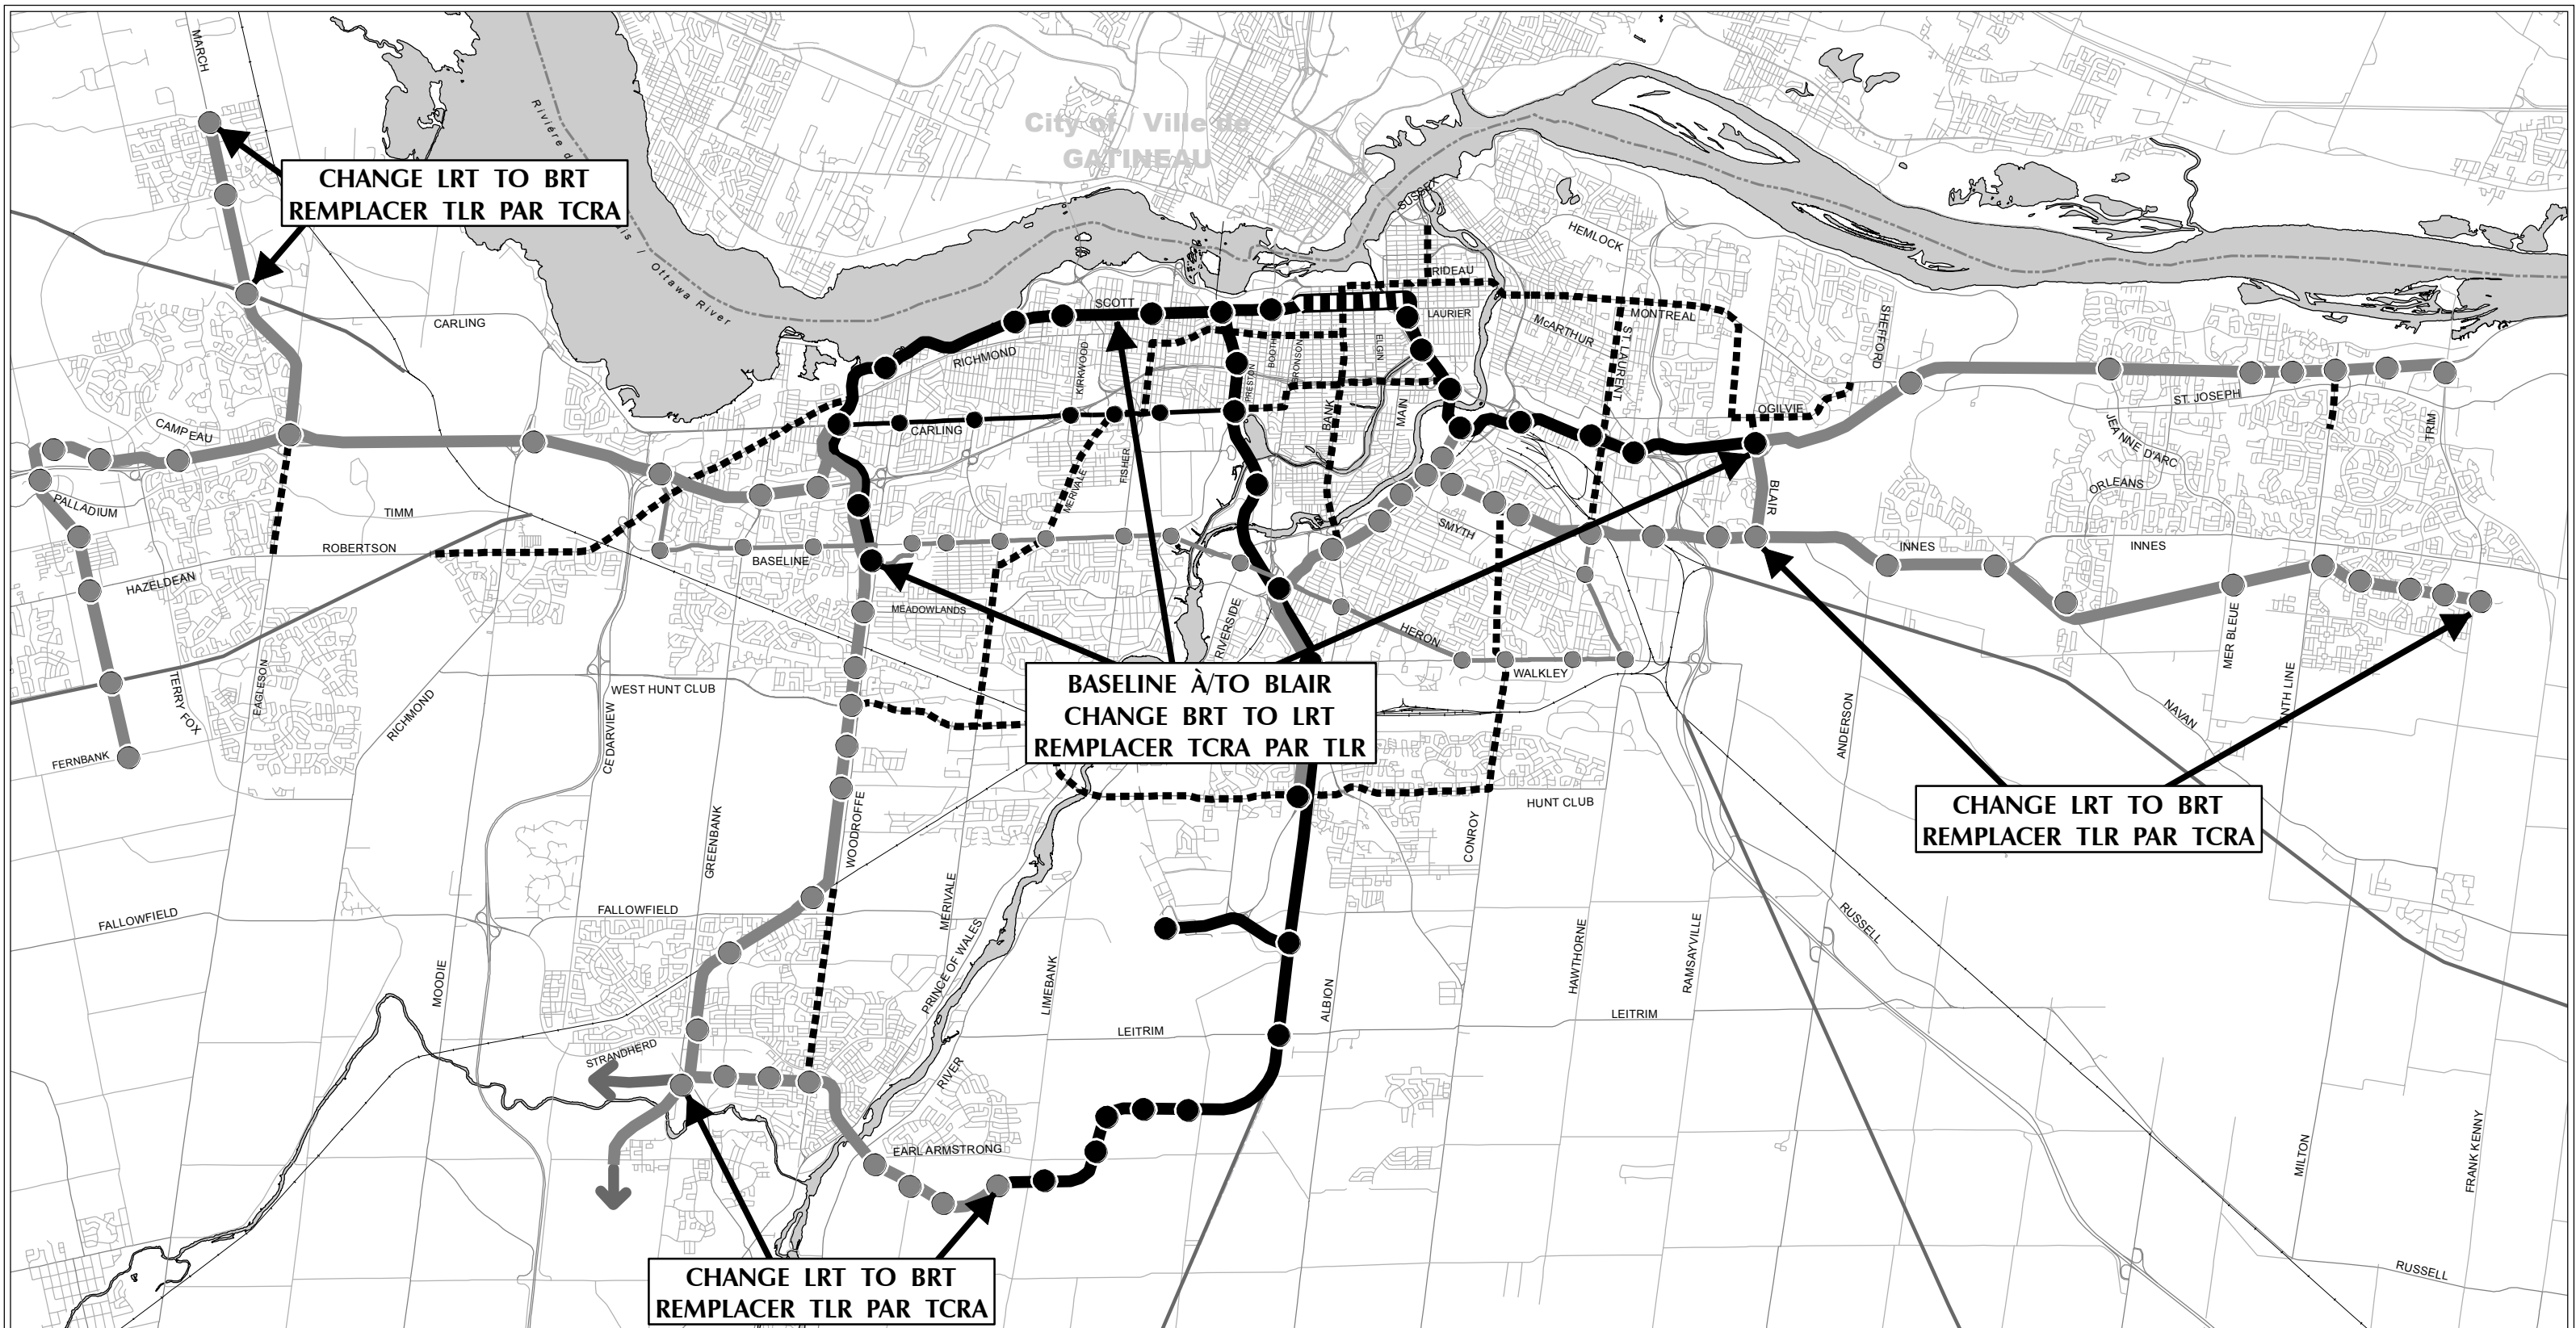 MARCH
City of / Ville de
GATINEAU
CHANGE LRT TO BRT
REMPLACER TLR PAR TCRA
Ottawa River
SUSSEX
HEMLOCK
RIDEAU
SCOTT
LAURIER
MONTREAL
McARTHUR
ST LAURENT
SHEFFORD
CARLING
RICHMOND
KIRKWOOD
BOOTH
BRONSON
ELGIN
PRESTON
BANK
MAIN
OGILVIE
ST. JOSEPH
JEANNE D'ARC
TRIM
CAMPEAU
CARLING
FISHER
MERIVALE
PALLADIUM
TIMM
SMYTH
BLAIR
ORLEANS
ROBERTSON
BASELINE
INNES
INNES
HAZELDEAN
MEADOWLANDS
RIVERSIDE
HERON
WALKLEY
MER BLEUE
TENTH LINE
NAVAN
EAGLESON
TERRY FOX
RICHMOND
WEST HUNT CLUB
CEDARVIEW
BASELINE À/TO BLAIR
CHANGE BRT TO LRT
REMPLACER TCRA PAR TLR
ANDERSON
FERNBANK
HUNT CLUB
CHANGE LRT TO BRT
REMPLACER TLR PAR TCRA
GREENBANK
WOODROFFE
CONROY
FALLOWFIELD
FALLOWFIELD
MERIVALE
PRINCE OF WALES
RUSSELL
MOODIE
LIMEBANK
ALBION
HAWTHORNE
RAMSAYVILLE
LEITRIM
LEITRIM
STRANDHERD
RIVER
EARL ARMSTRONG
MILTON
FRANK KENNY
CHANGE LRT TO BRT
REMPLACER TLR PAR TCRA
RUSSELL